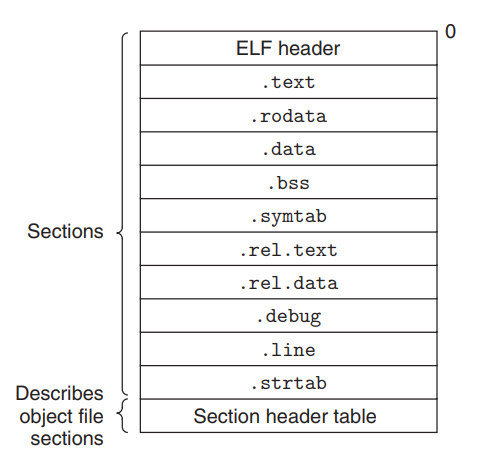 0
ELF header
.text
.rodata
.data
.bss
.symtab
Sections
.rel.text
.rel.data
.debug
.line
.strtab
Describes
object file
sections
Section header table